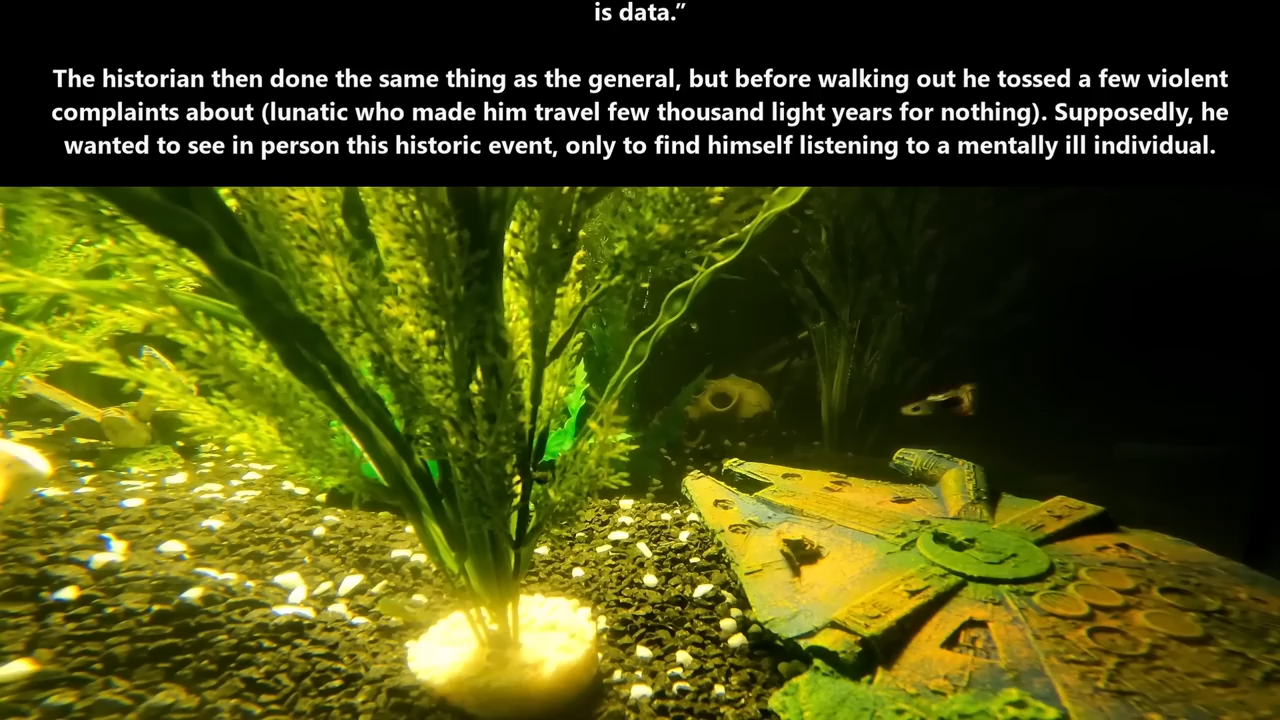 is data.”
The historian then done the same thing as the general, but before walking out he tossed a few violent
complaints about (lunatic who made him travel few thousand light years for nothing). Supposedly, he
wanted to see in person this historic event, only to find himself listening to a mentally ill individual.